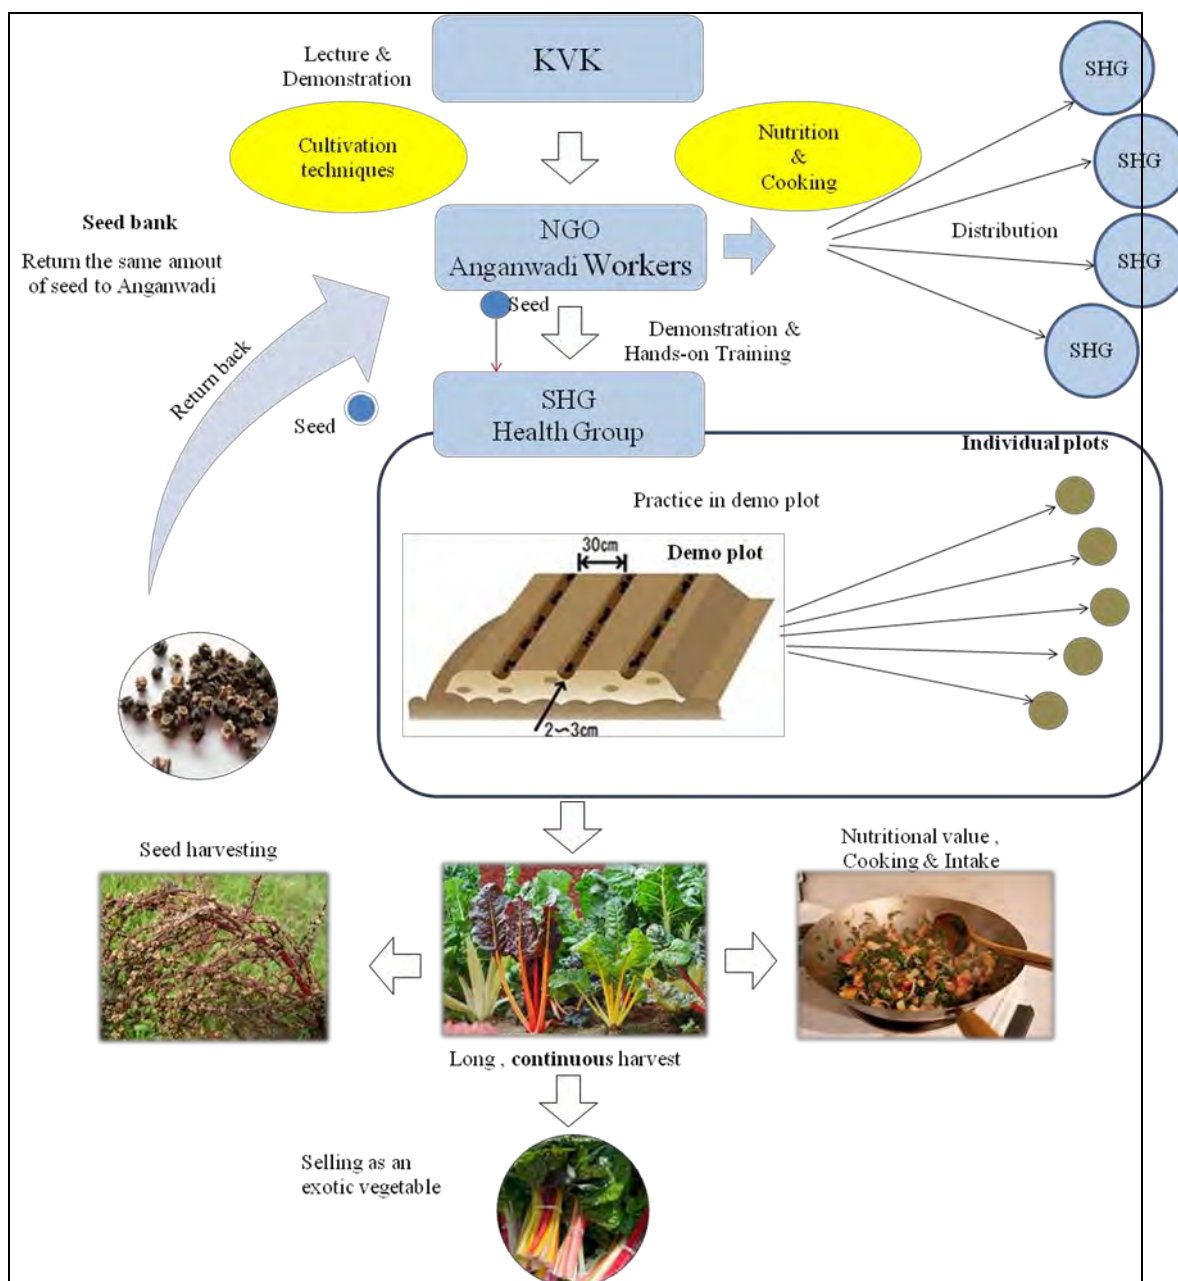 KVK
Lecture &
Demonstration
Cultivation
techniques
Nutrition
&
Cooking
SHG
SHG
SHG
SHG
Distribution
NGO
Anganwadi Workers
Seed bank
Return the same amout
of seed to Anganwadi
Seed
Demonstration &
Hands-on Training
Return back
Seed
SHG
Health Group
Individual plots
Practice in demo plot
Demo plot
30cm
2~3cm
Seed harvesting
Nutritional value ,
Cooking & Intake
Long , continuous harvest
Selling as an
exotic vegetable